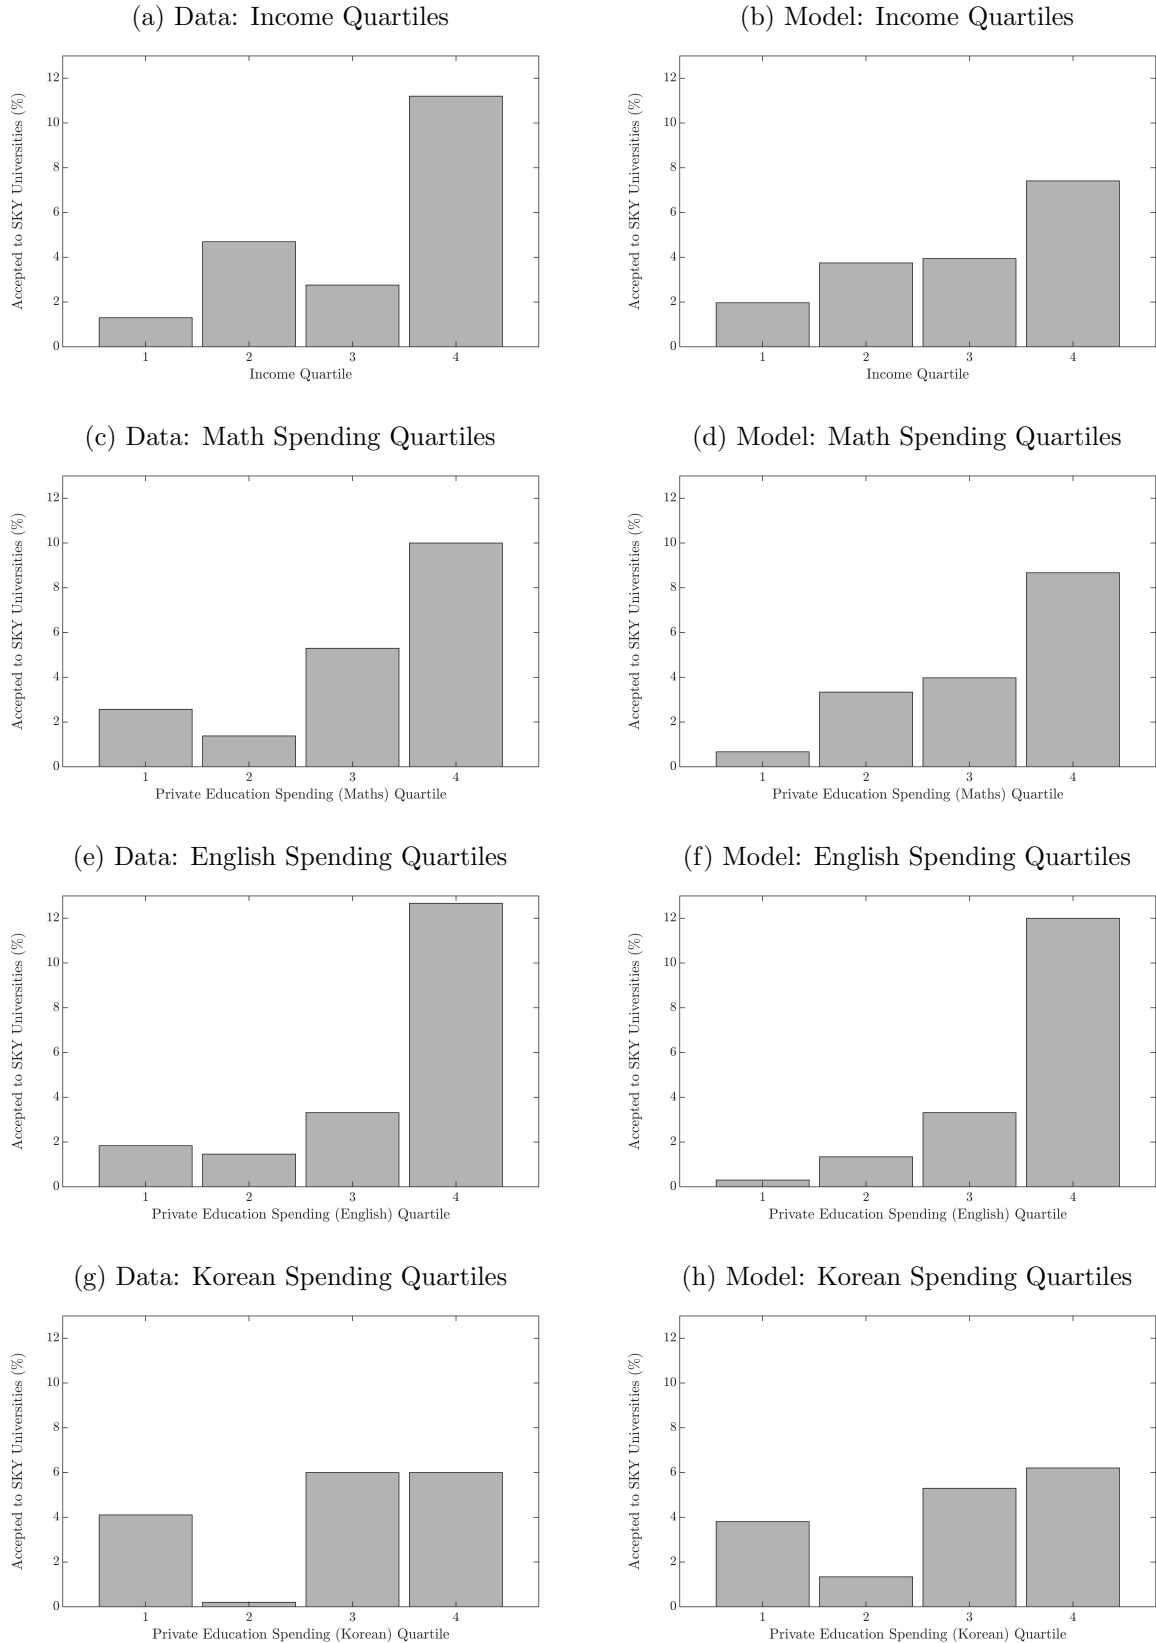 (a) Data: Income Quartiles
Accepted to SKY Universities (%)
12
10
8
6
4
2
0
1 2 3 4
Income Quartile
(b) Model: Income Quartiles
Accepted to SKY Universities (%)
12
10
8
6
4
2
0
1 2 3 4
Income Quartile
(c) Data: Math Spending Quartiles
Accepted to SKY Universities (%)
12
10
8
6
4
2
0
1 2 3 4
Private Education Spending (Maths) Quartile
(d) Model: Math Spending Quartiles
Accepted to SKY Universities (%)
12
10
8
6
4
2
0
1 2 3 4
Private Education Spending (Maths) Quartile
(e) Data: English Spending Quartiles
Accepted to SKY Universities (%)
12
10
8
6
4
2
0
1 2 3 4
Private Education Spending (English) Quartile
(f) Model: English Spending Quartiles
Accepted to SKY Universities (%)
12
10
8
6
4
2
0
1 2 3 4
Private Education Spending (English) Quartile
(g) Data: Korean Spending Quartiles
Accepted to SKY Universities (%)
12
10
8
6
4
2
0
1 2 3 4
Private Education Spending (Korean) Quartile
(h) Model: Korean Spending Quartiles
Accepted to SKY Universities (%)
12
10
8
6
4
2
0
1 2 3 4
Private Education Spending (Korean) Quartile